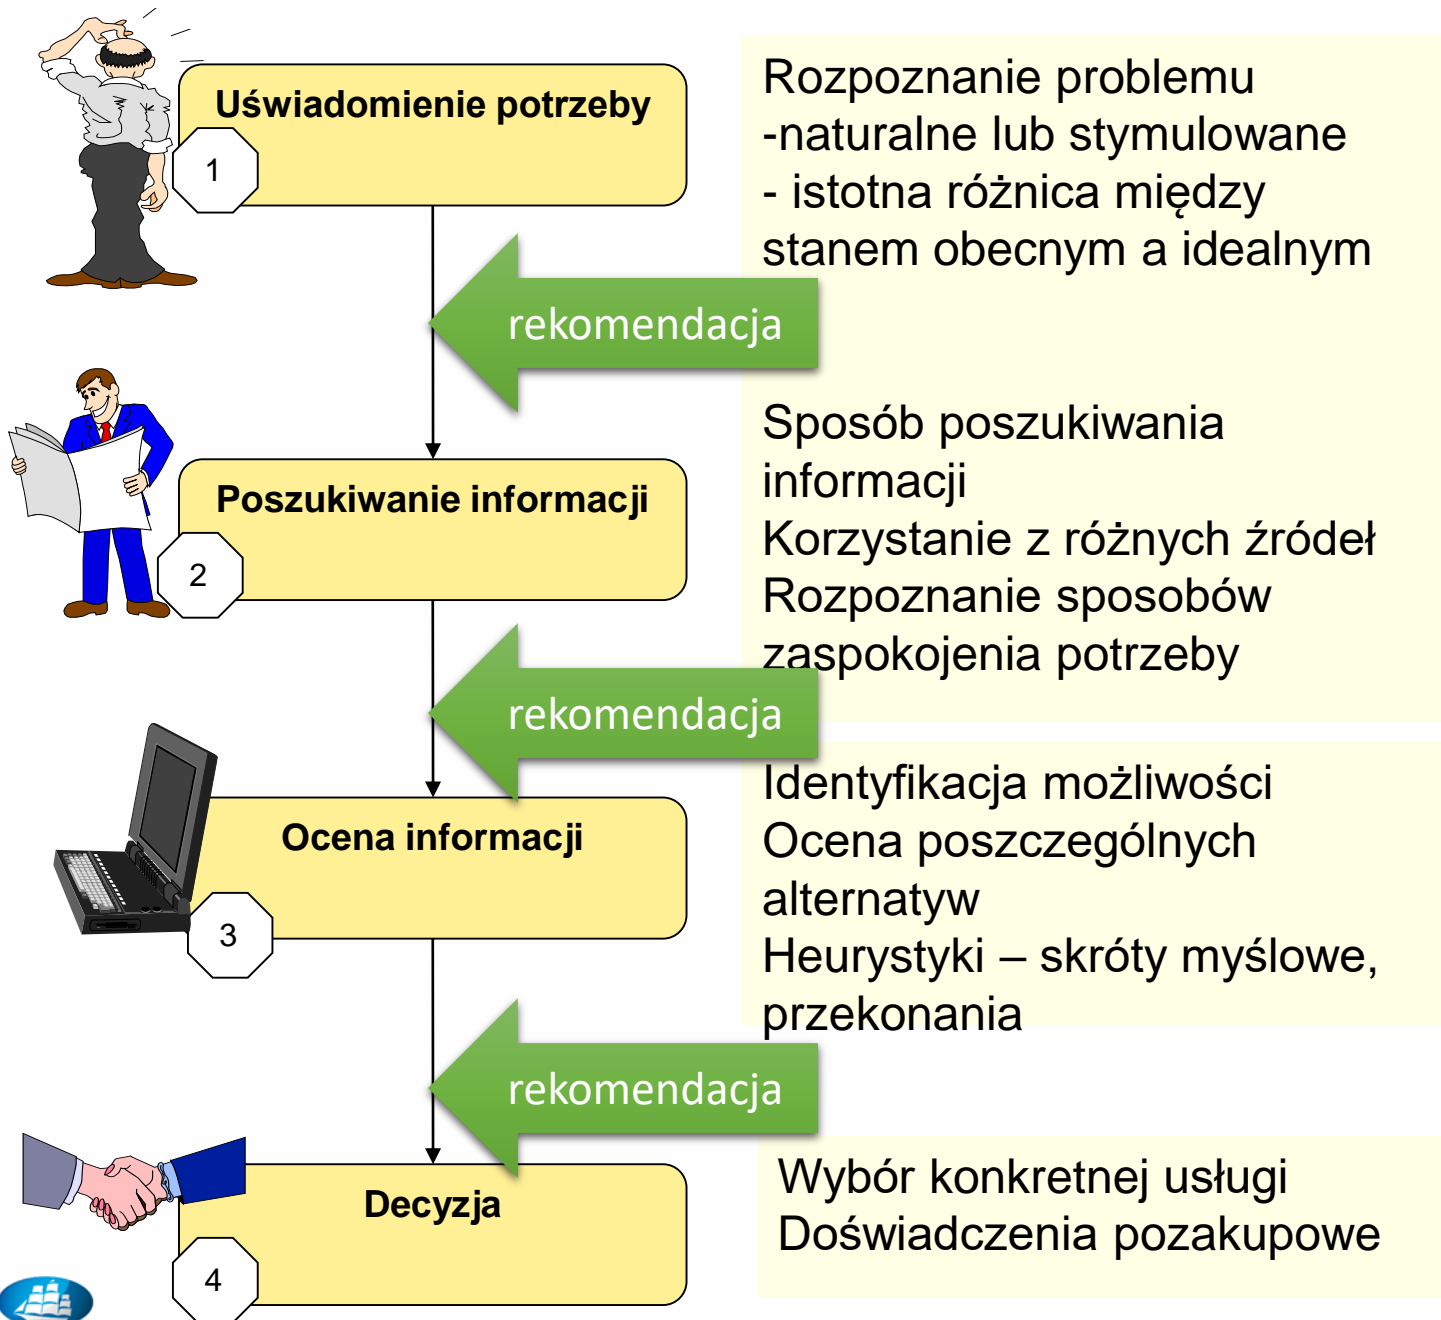 Uświadomienie potrzeby
1
Rozpoznanie problemu
-naturalne lub stymulowane
- istotna różnica między
stanem obecnym a idealnym
rekomendacja
Poszukiwanie informacji
2
Sposób poszukiwania
informacji
Korzystanie z różnych źródeł
Rozpoznanie sposobów
zaspokojenia potrzeby
rekomendacja
Ocena informacji
3
Identyfikacja możliwości
Ocena poszczególnych
alternatyw
Heurystyki – skróty myślowe,
przekonania
rekomendacja
Decyzja
4
Wybór konkretnej usługi
Doświadczenia pozakupowe